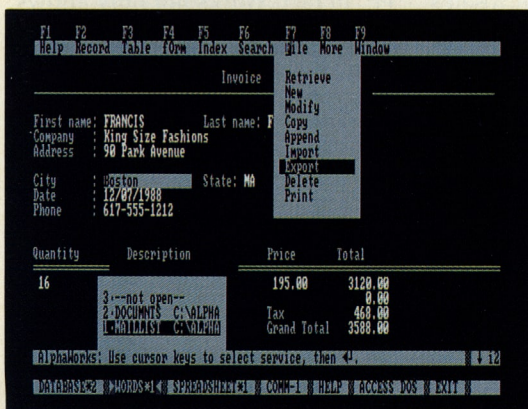 F1 F2 F3 F4 F5 F6 F7 F8 F9
Help Record Table fOrm Index Search File More Window
Invoice
Retrieve
New
Modify
Copy
Append
Import
Export
Delete
Print
First name: FRANCIS Last name: F
Company : King Size Fashions
Address : 90 Park Avenue
City : Boston State: MA
Date : 12/07/1988
Phone : 617-555-1212
Quantity Description Price Total
16 195.00 3120.00
0.00
Tax 468.00
Grand Total 3588.00
3·--not open--
2·DOCUMNTS C:\ALPHA
1·MAILLIST C:\ALPHA
AlphaWorks: Use cursor keys to select service, then ↵. ↓ i2
DATABASE*2 ►WORDS*1◄ SPREADSHEET*1 COMM-1 HELP ACCESS DOS EXIT